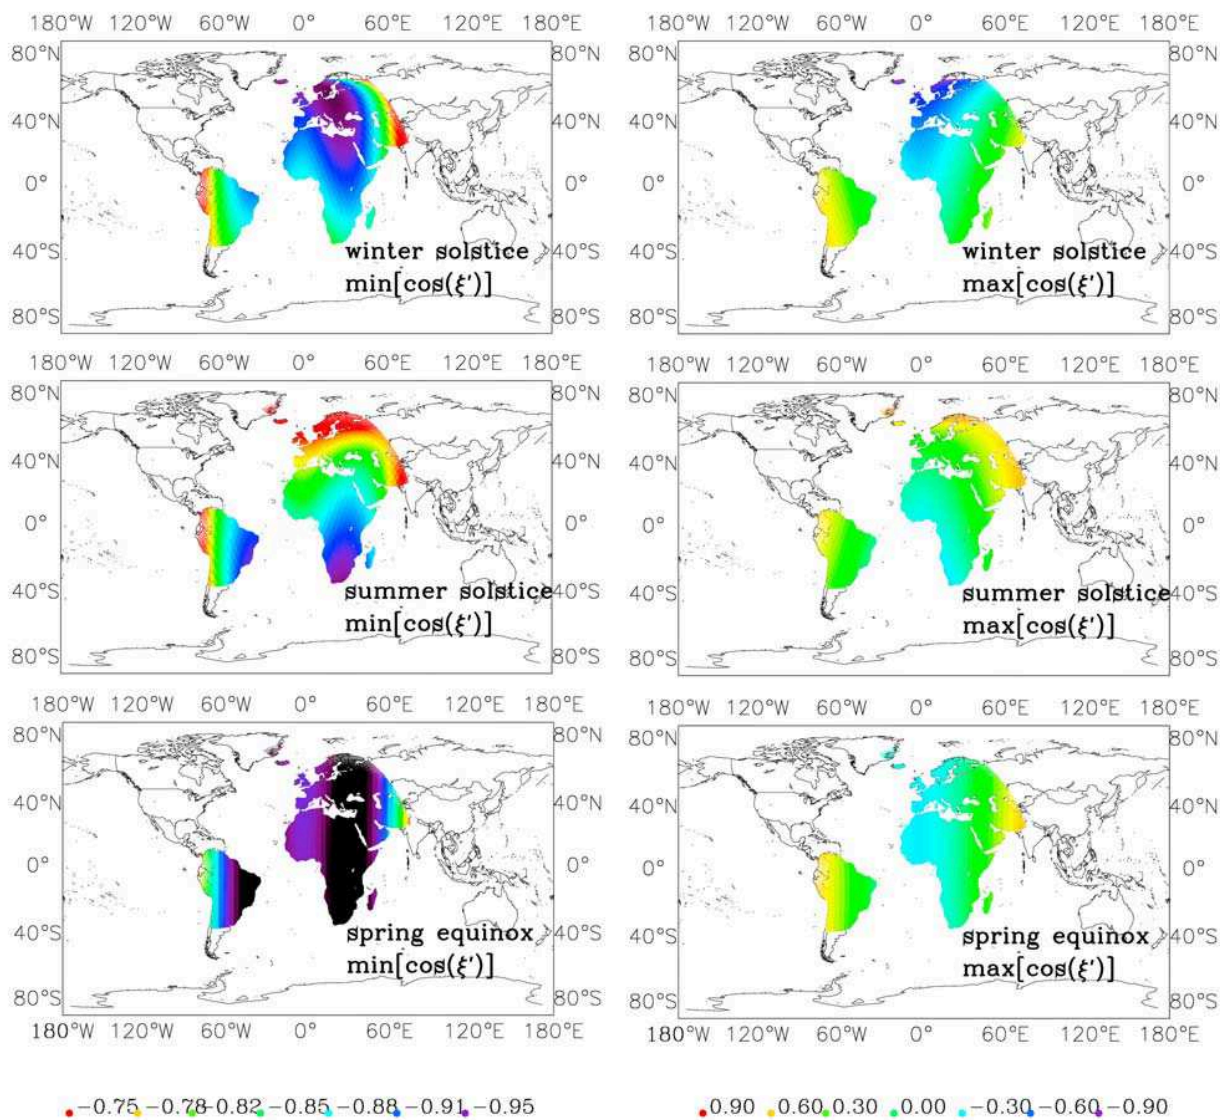 180°W 120°W 60°W 0° 60°E 120°E 180°E
80°N 80°N
40°N 40°N
0° 0°
40°S 40°S
80°S 80°S
winter solstice
min[cos(ξ')]
180°W 120°W 60°W 0° 60°E 120°E 180°E
80°N 80°N
40°N 40°N
0° 0°
40°S 40°S
80°S 80°S
winter solstice
max[cos(ξ')]
180°W 120°W 60°W 0° 60°E 120°E 180°E
80°N 80°N
40°N 40°N
0° 0°
40°S 40°S
80°S 80°S
summer solstice
min[cos(ξ')]
180°W 120°W 60°W 0° 60°E 120°E 180°E
80°N 80°N
40°N 40°N
0° 0°
40°S 40°S
80°S 80°S
summer solstice
max[cos(ξ')]
180°W 120°W 60°W 0° 60°E 120°E 180°E
80°N 80°N
40°N 40°N
0° 0°
40°S 40°S
80°S 80°S
spring equinox
min[cos(ξ')]
180°W 120°W 60°W 0° 60°E 120°E 180°E
180°W 120°W 60°W 0° 60°E 120°E 180°E
80°N 80°N
40°N 40°N
0° 0°
40°S 40°S
80°S 80°S
spring equinox
max[cos(ξ')]
180°W 120°W 60°W 0° 60°E 120°E 180°E
−0.75 −0.78 −0.82 −0.85 −0.88 −0.91 −0.95
0.90 0.60 0.30 0.00 −0.30 −0.60 −0.90